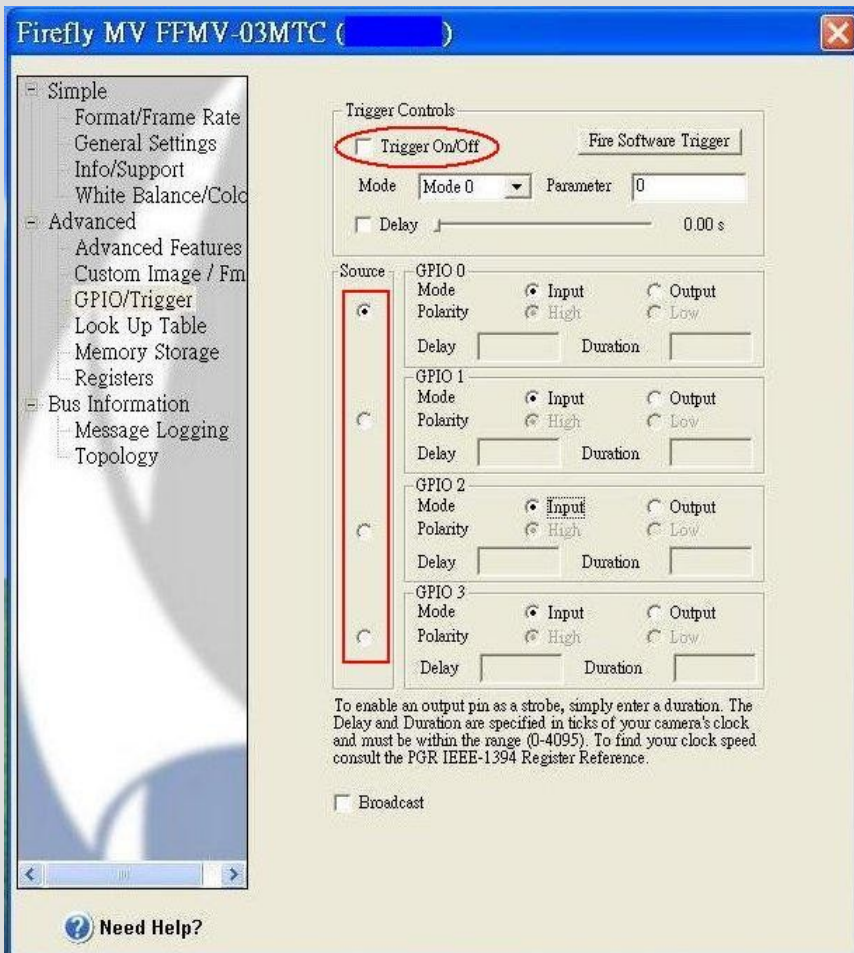 Firefly MV FFMV-03MTC ( )
Simple
Format/Frame Rate
General Settings
Info/Support
White Balance/Colo
Advanced
Advanced Features
Custom Image / Fm
GPIO/Trigger
Look Up Table
Memory Storage
Registers
Bus Information
Message Logging
Topology
Need Help?
Trigger Controls
Trigger On/Off Fire Software Trigger
Mode Mode 0 Parameter 0
Delay 0.00 s
Source
GPIO 0
Mode Input Output
Polarity High Low
Delay Duration
GPIO 1
Mode Input Output
Polarity High Low
Delay Duration
GPIO 2
Mode Input Output
Polarity High Low
Delay Duration
GPIO 3
Mode Input Output
Polarity High Low
Delay Duration
To enable an output pin as a strobe, simply enter a duration. The
Delay and Duration are specified in ticks of your camera's clock
and must be within the range (0-4095). To find your clock speed
consult the PGR IEEE-1394 Register Reference.
Broadcast